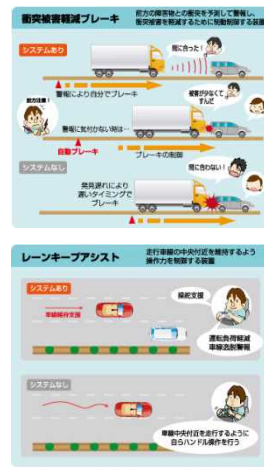 衝突被害軽減ブレーキ
前方の障害物との衝突を予測して警報し、
衝突被害を軽減するために制動制御する装置
システムあり
間に合った!
警報により自分でブレーキ
前方注意!
被害が少なくて
すんだ
警報に気付かない時は…
自動ブレーキ
ブレーキの制御
システムなし
間に合わない!
発見遅れにより
遅いタイミングで
ブレーキ
レーンキープアシスト
走行車線の中央付近を維持するよう
操作力を制御する装置
システムあり
操舵支援
車線維持支援
運転負荷軽減
車線逸脱警報
システムなし
車線中央付近を走行するように
自らハンドル操作を行う